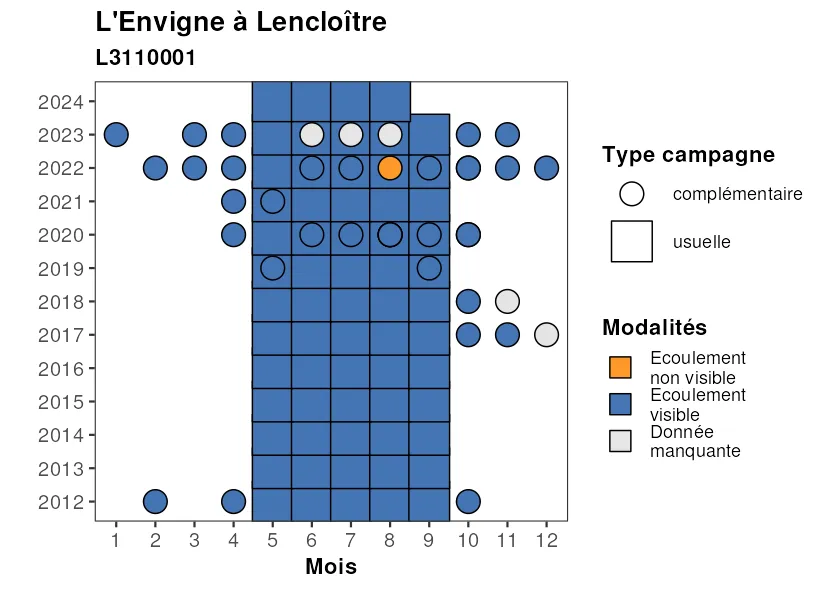 L'Envigne à Lencloître
L3110001
2024
2023
2022
2021
2020
2019
2018
2017
2016
2015
2014
2013
2012
1 2 3 4 5 6 7 8 9 10 11 12
Mois
Type campagne
complémentaire
usuelle
Modalités
Ecoulement
non visible
Ecoulement
visible
Donnée
manquante